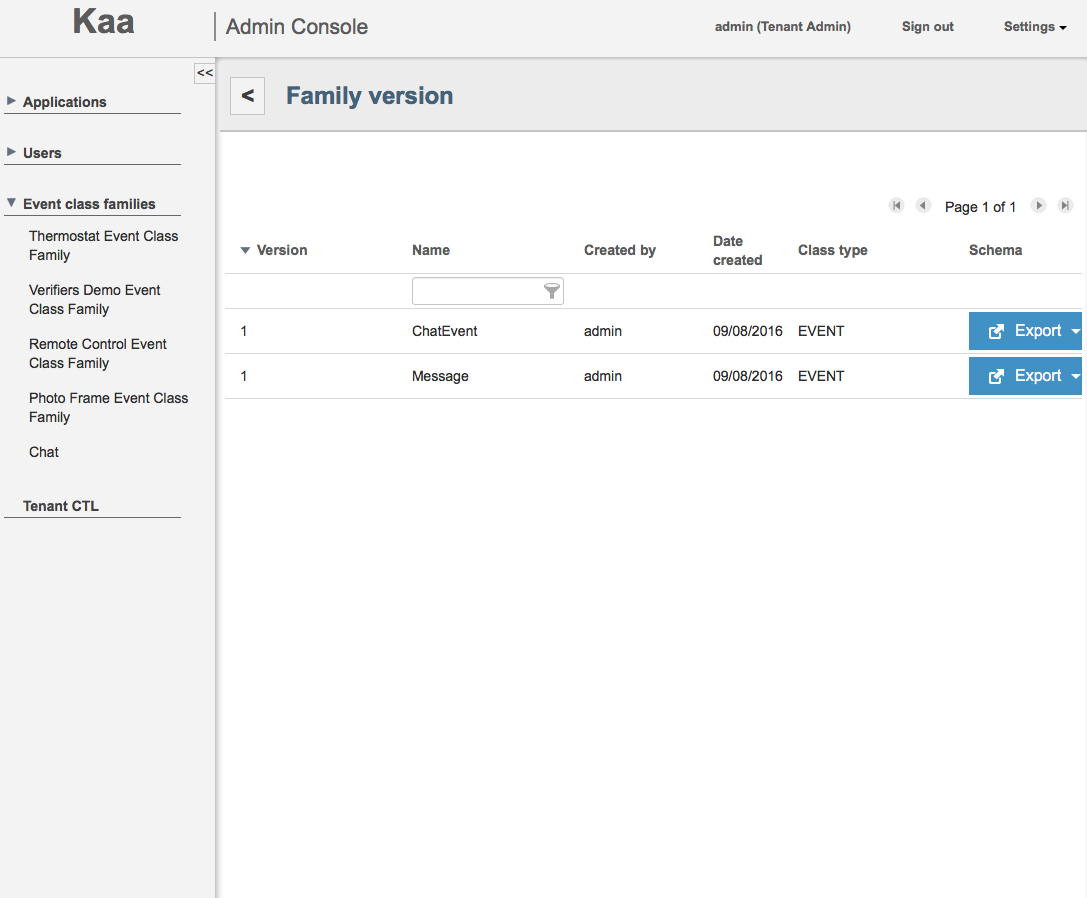 Kaa
Admin Console
admin (Tenant Admin)
Sign out
Settings
<<
Applications
Users
Event class families
Thermostat Event Class
Family
Verifiers Demo Event
Class Family
Remote Control Event
Class Family
Photo Frame Event Class
Family
Chat
Tenant CTL
<
Family version
Page 1 of 1
Version Name Created by Date created Class type Schema
1 ChatEvent admin 09/08/2016 EVENT Export
1 Message admin 09/08/2016 EVENT Export